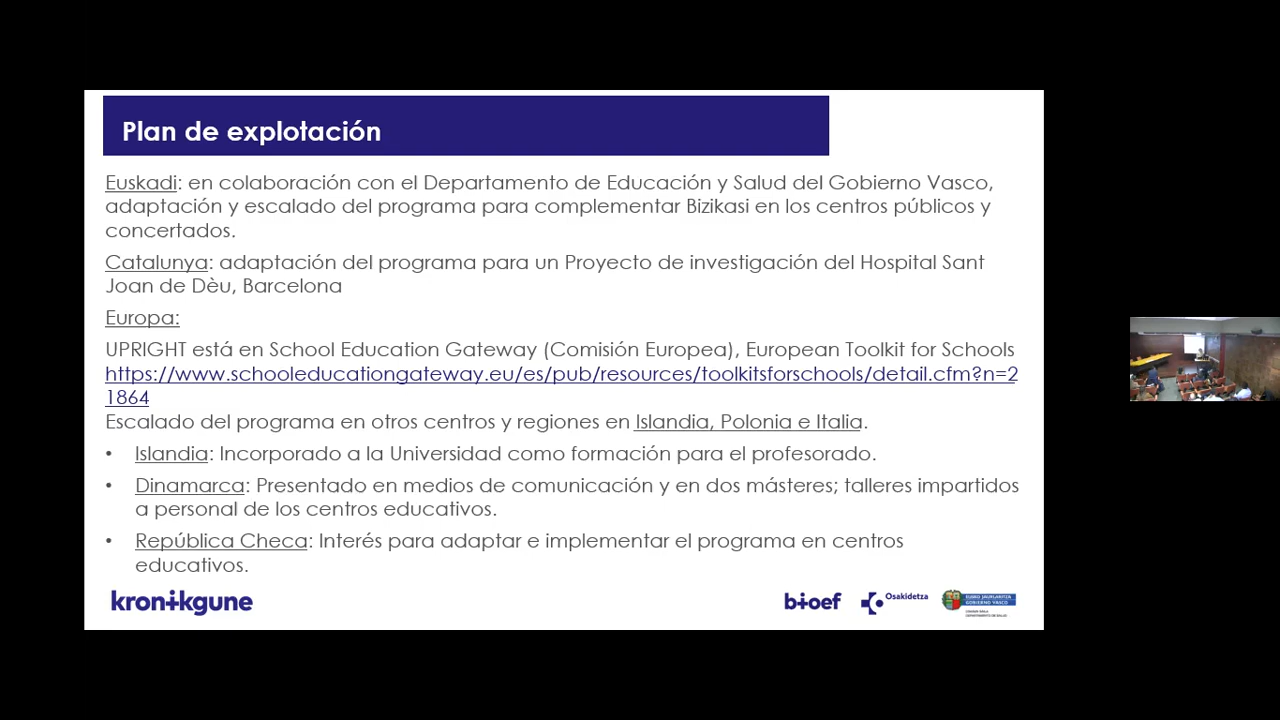 Plan de explotación
Euskadi: en colaboración con el Departamento de Educación y Salud del Gobierno Vasco,
adaptación y escalado del programa para complementar Bizikasi en los centros públicos y
concertados.
Catalunya: adaptación del programa para un Proyecto de investigación del Hospital Sant
Joan de Dèu, Barcelona
Europa:
UPRIGHT está en School Education Gateway (Comisión Europea), European Toolkit for Schools
https://www.schooleducationgateway.eu/es/pub/resources/toolkitsforschools/detail.cfm?n=2
1864
Escalado del programa en otros centros y regiones en Islandia, Polonia e Italia.
• Islandia: Incorporado a la Universidad como formación para el profesorado.
• Dinamarca: Presentado en medios de comunicación y en dos másteres; talleres impartidos
a personal de los centros educativos.
• República Checa: Interés para adaptar e implementar el programa en centros
educativos.
kronikgune
bioef
Osakidetza
EUSKO JAURLARITZA
GOBIERNO VASCO
DEPARTAMENTO DE SALUD